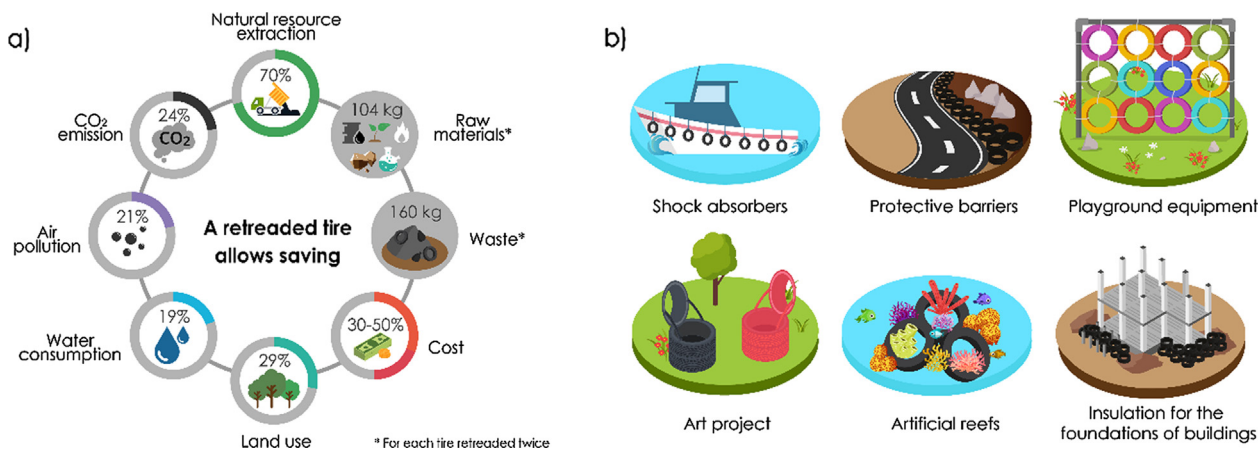 a)
Natural resource
extraction
70%
104 kg
Raw
materials*
160 kg
Waste*
30-50%
Cost
29%
Land use
19%
Water
consumption
21%
Air
pollution
24%
CO₂
CO₂
emission
A retreaded tire
allows saving
* For each tire retreaded twice
b)
Shock absorbers
Protective barriers
Playground equipment
Art project
Artificial reefs
Insulation for the
foundations of buildings